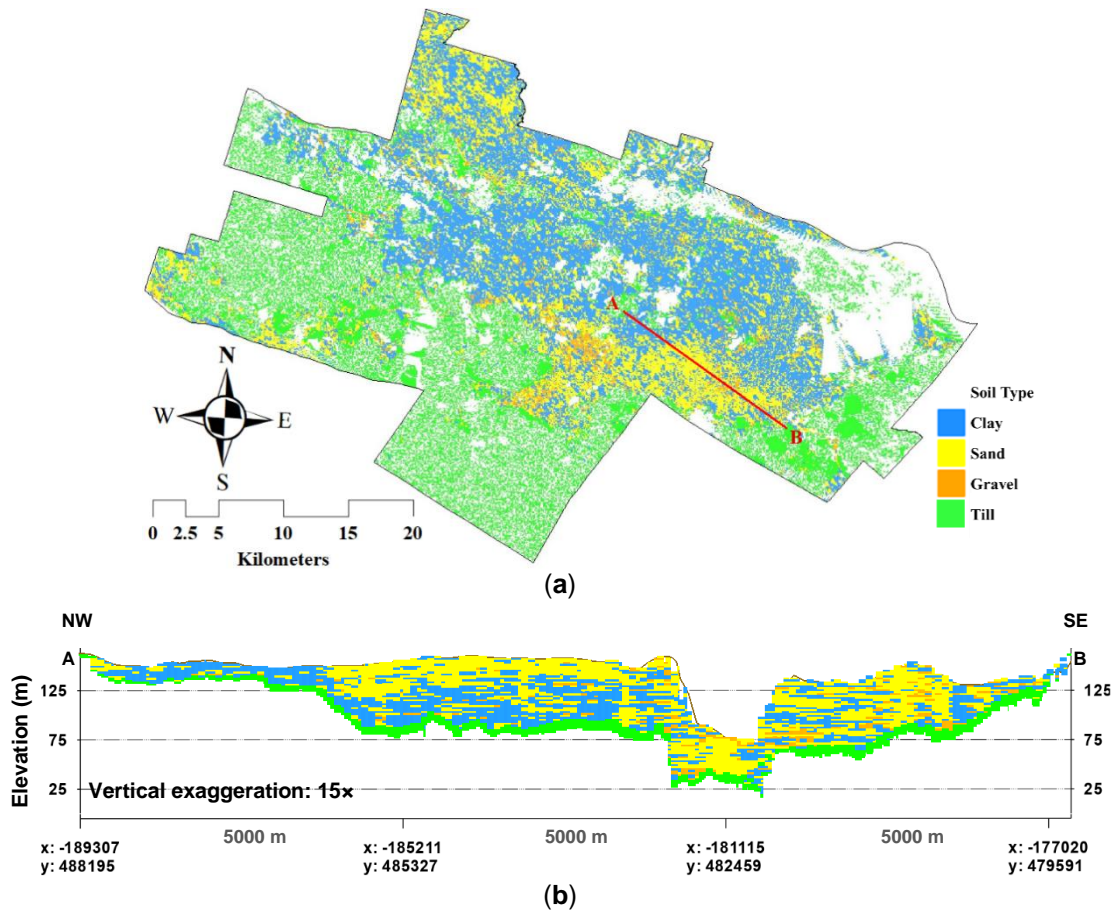 A
B
N
W
E
S
0 2.5 5 10 15 20
Kilometers
Soil Type
Clay
Sand
Gravel
Till
(a)
NW
SE
A
B
Elevation (m)
125
75
25
125
75
25
Vertical exaggeration: 15×
5000 m
5000 m
5000 m
x: -189307
y: 488195
x: -185211
y: 485327
x: -181115
y: 482459
x: -177020
y: 479591
(b)